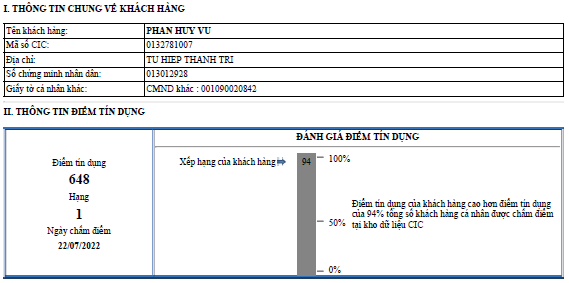 I. THÔNG TIN CHUNG VỀ KHÁCH HÀNG
Tên khách hàng: PHAN HUY VU
Mã số CIC: 0132781007
Địa chỉ: TU HIEP THANH TRI
Số chứng minh nhân dân: 013012928
Giấy tờ cá nhân khác: CMND khác : 001090020842
II. THÔNG TIN ĐIỂM TÍN DỤNG
ĐÁNH GIÁ ĐIỂM TÍN DỤNG
Điểm tín dụng
648
Hạng
1
Ngày chấm điểm
22/07/2022
Xếp hạng của khách hàng
94
100%
50%
0%
Điểm tín dụng của khách hàng cao hơn điểm tín dụng
của 94% tổng số khách hàng cá nhân được chấm điểm
tại kho dữ liệu CIC